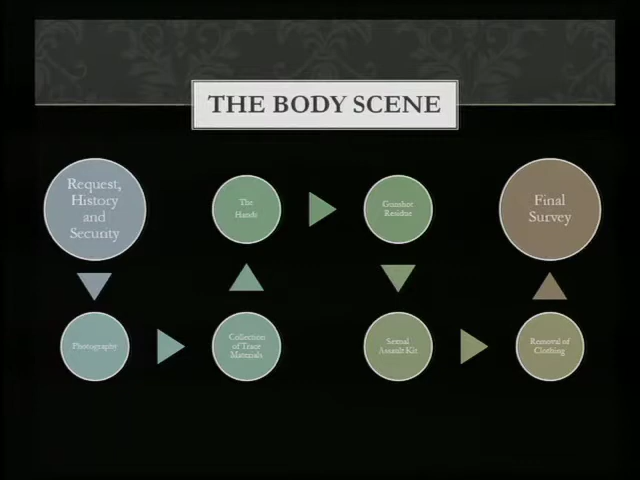 THE BODY SCENE
Request,
History
and
Security
Photography
Collection
of Trace
Materials
The
Hands
Gunshot
Residue
Sexual
Assault Kit
Removal of
Clothing
Final
Survey